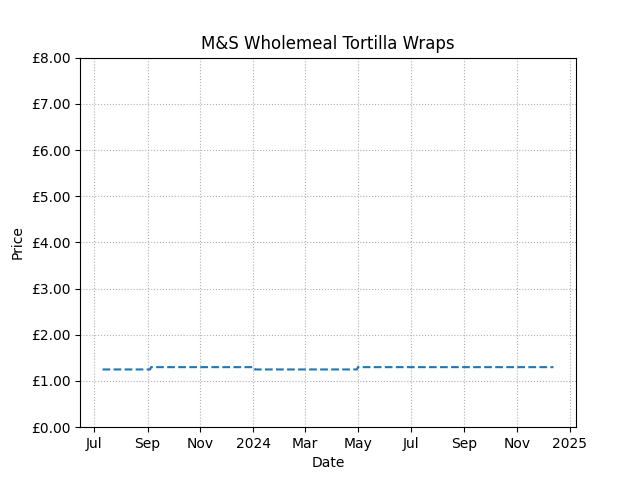 M&S Wholemeal Tortilla Wraps
£8.00
£7.00
£6.00
£5.00
£4.00
£3.00
£2.00
£1.00
£0.00
Price
Jul Sep Nov 2024 Mar May Jul Sep Nov 2025
Date